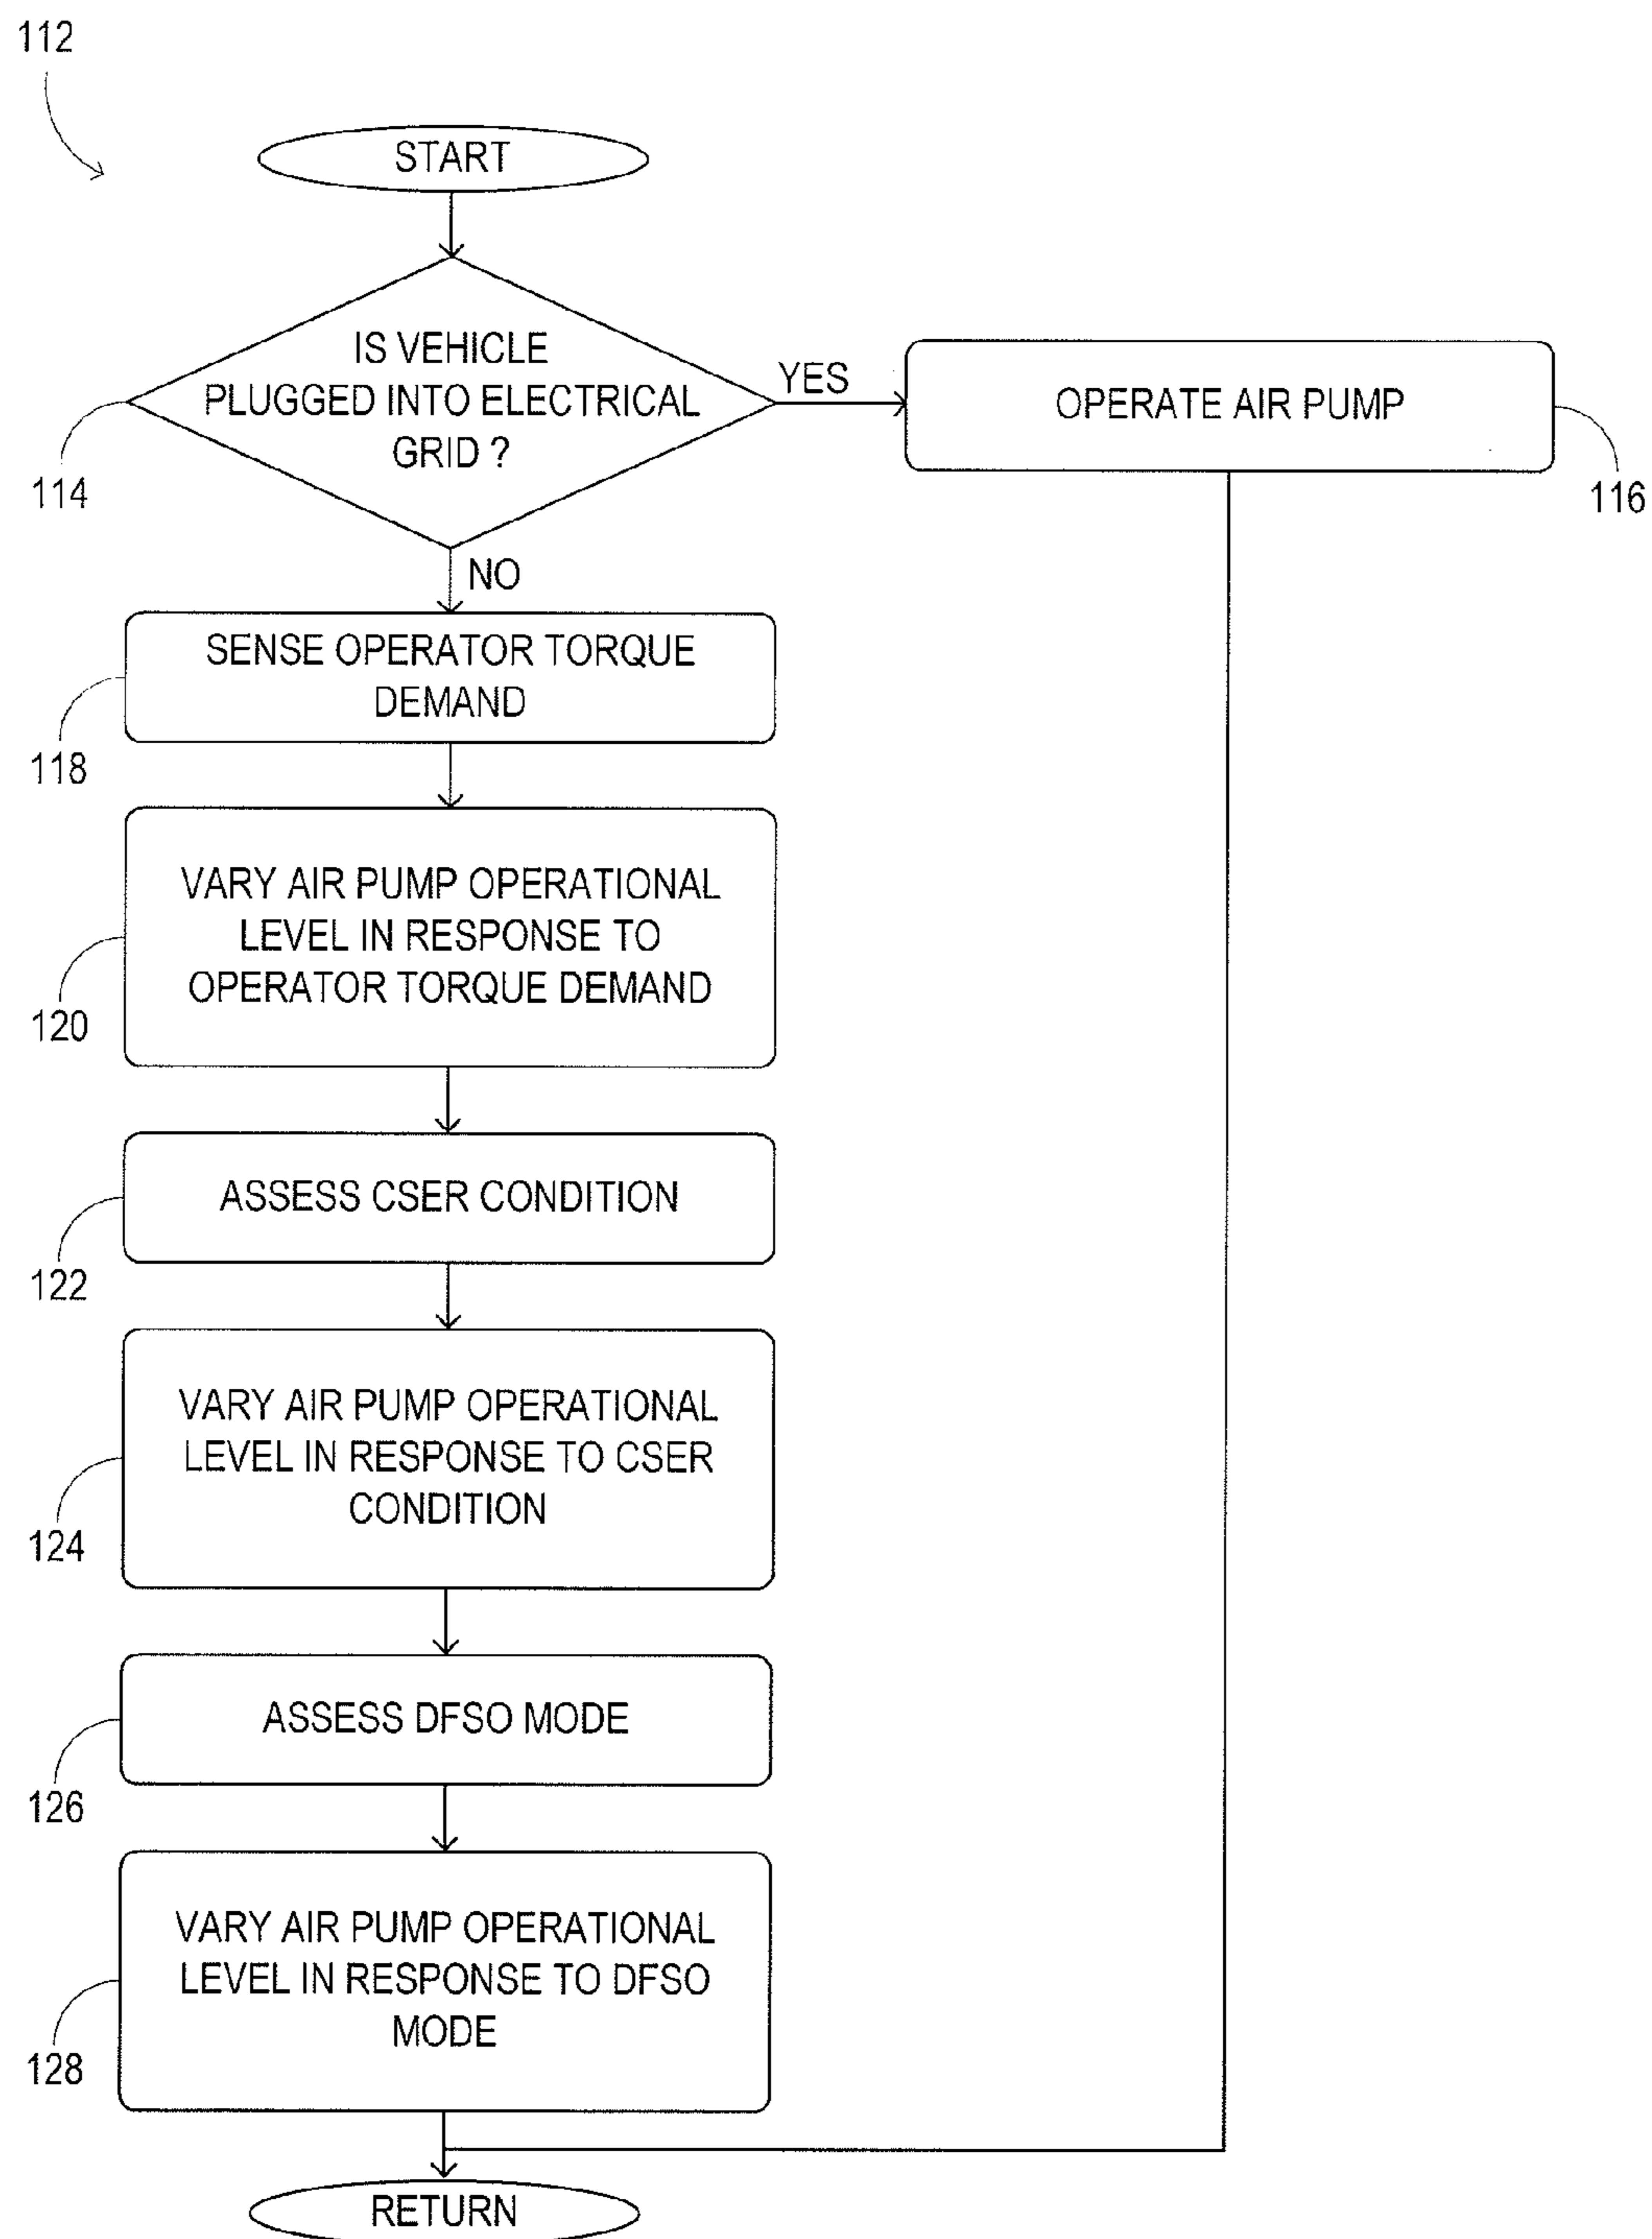 112
START
IS VEHICLE
PLUGGED INTO ELECTRICAL
GRID ?
YES
OPERATE AIR PUMP
114
116
NO
SENSE OPERATOR TORQUE
DEMAND
118
VARY AIR PUMP OPERATIONAL
LEVEL IN RESPONSE TO
OPERATOR TORQUE DEMAND
120
ASSESS CSER CONDITION
122
VARY AIR PUMP OPERATIONAL
LEVEL IN RESPONSE TO CSER
CONDITION
124
ASSESS DFSO MODE
126
VARY AIR PUMP OPERATIONAL
LEVEL IN RESPONSE TO DFSO
MODE
128
RETURN